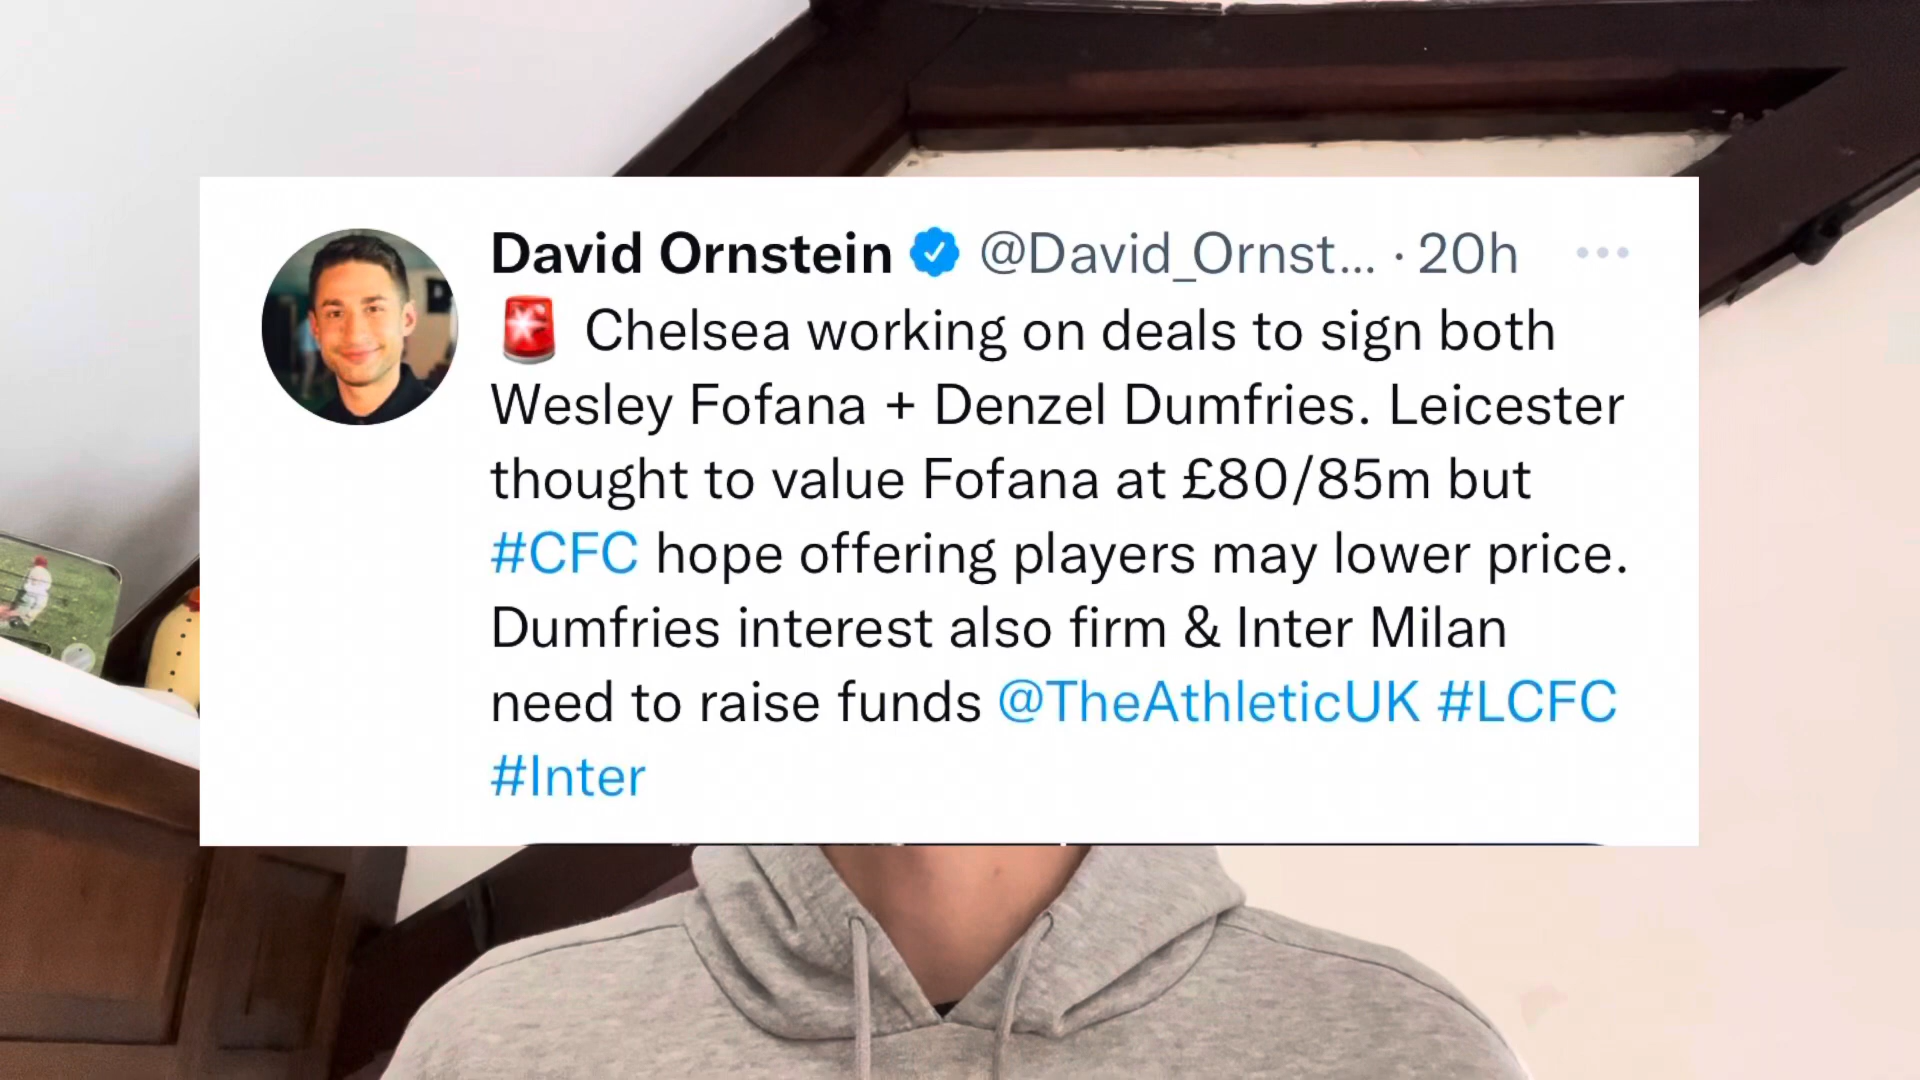 David Ornstein @David_Ornst... · 20h
🚨 Chelsea working on deals to sign both
Wesley Fofana + Denzel Dumfries. Leicester
thought to value Fofana at £80/85m but
#CFC hope offering players may lower price.
Dumfries interest also firm & Inter Milan
need to raise funds @TheAthleticUK #LCFC
#Inter